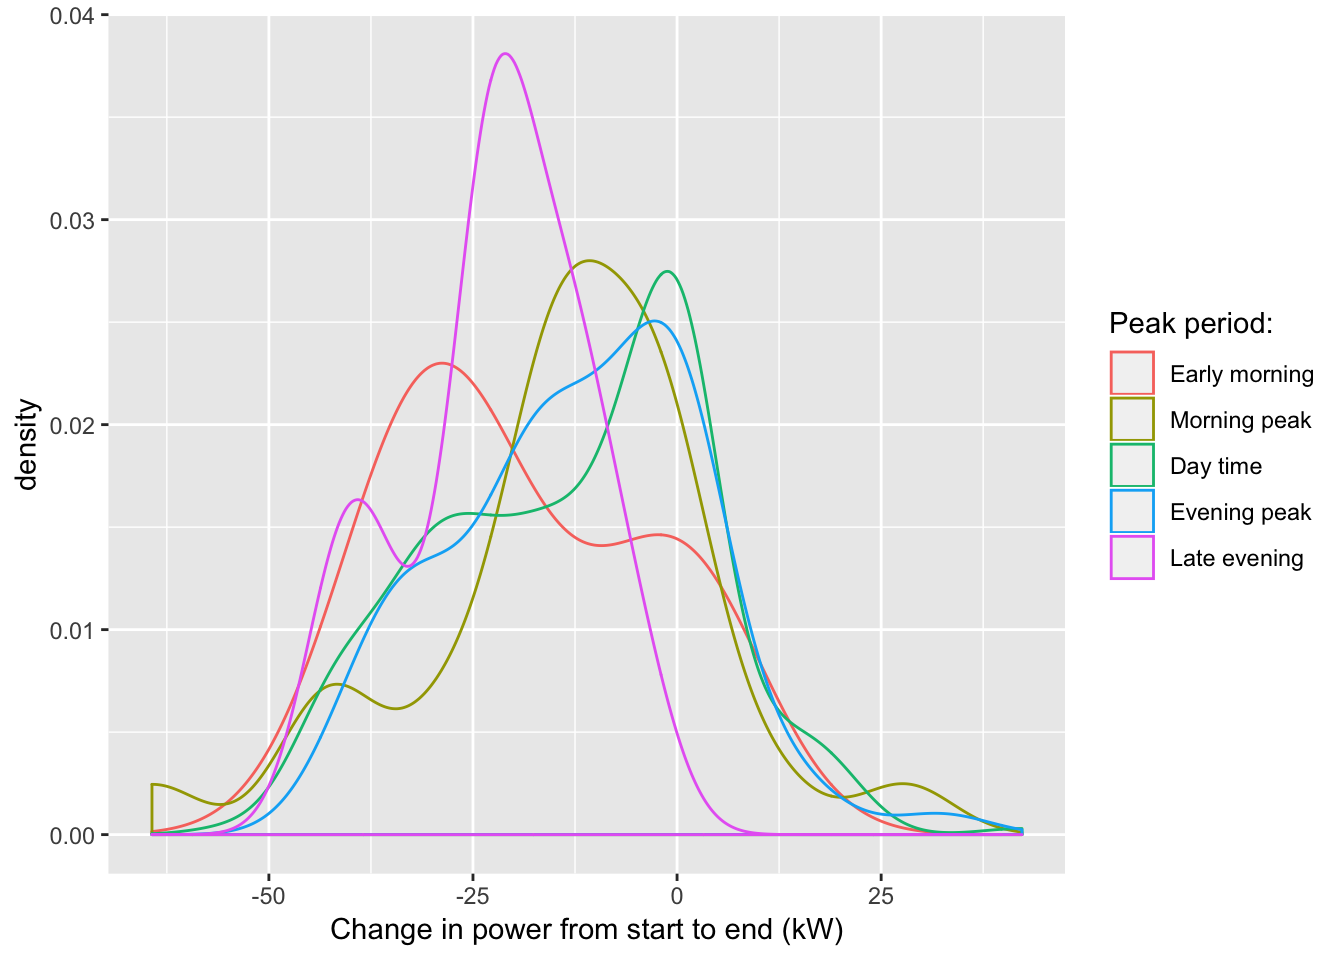 0.04
0.03
0.02
0.01
0.00
density
-50
-25
0
25
Change in power from start to end (kW)
Peak period:
Early morning
Morning peak
Day time
Evening peak
Late evening